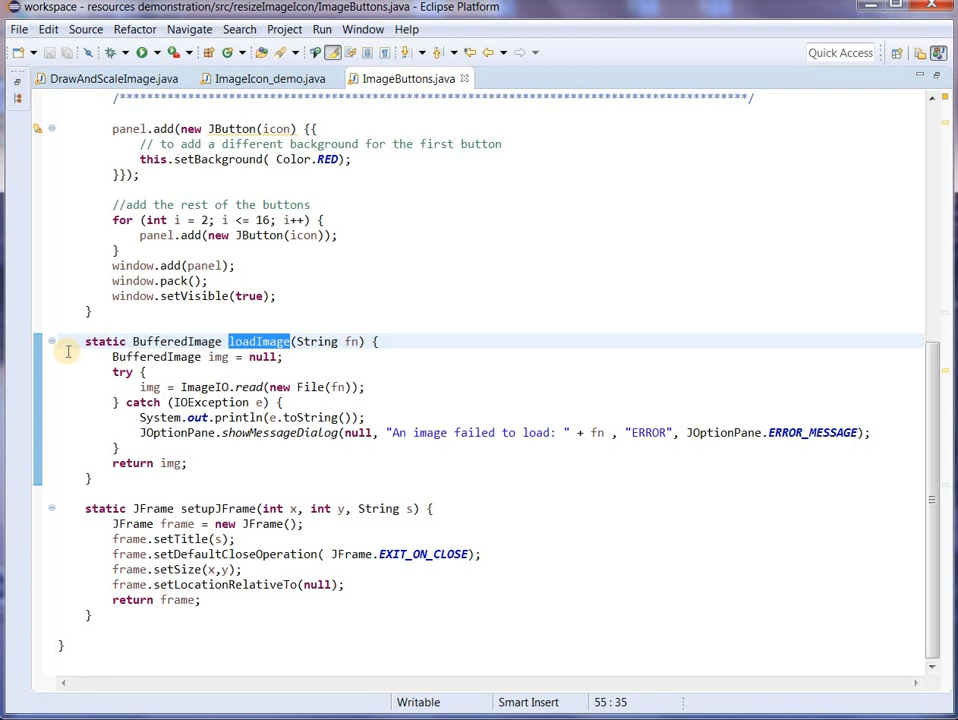 workspace - resources demonstration/src/resizeImageIcon/ImageButtons.java - Eclipse Platform
File Edit Source Refactor Navigate Search Project Run Window Help
Quick Access
DrawAndScaleImage.java ImageIcon_demo.java ImageButtons.java
panel.add(new JButton(icon) {{
// to add a different background for the first button
this.setBackground( Color.RED);
}});
//add the rest of the buttons
for (int i = 2; i <= 16; i++) {
panel.add(new JButton(icon));
}
window.add(panel);
window.pack();
window.setVisible(true);
}
static BufferedImage loadImage(String fn) {
BufferedImage img = null;
try {
img = ImageIO.read(new File(fn));
} catch (IOException e) {
System.out.println(e.toString());
JOptionPane.showMessageDialog(null, "An image failed to load: " + fn , "ERROR", JOptionPane.ERROR_MESSAGE);
}
return img;
}
static JFrame setupJFrame(int x, int y, String s) {
JFrame frame = new JFrame();
frame.setTitle(s);
frame.setDefaultCloseOperation( JFrame.EXIT_ON_CLOSE);
frame.setSize(x,y);
frame.setLocationRelativeTo(null);
return frame;
}
}
Writable Smart Insert 55 : 35